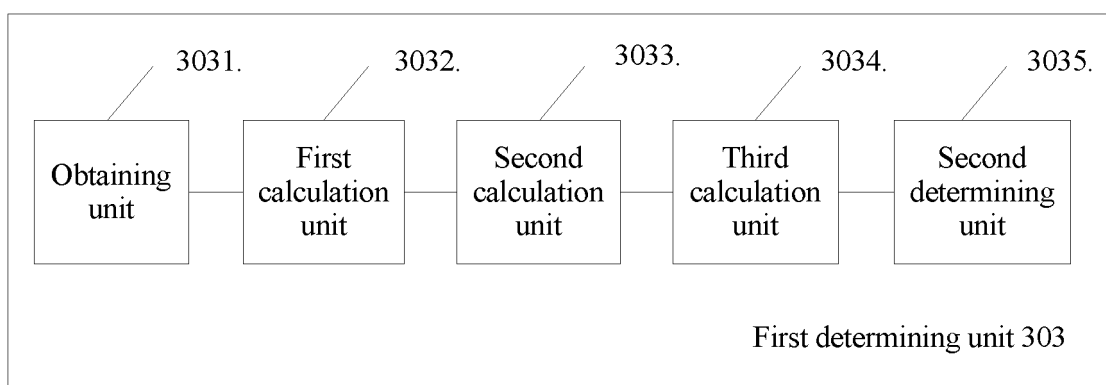 3031.
3032.
3033.
3034.
3035.
Obtaining
unit
First
calculation
unit
Second
calculation
unit
Third
calculation
unit
Second
determining
unit
First determining unit 303